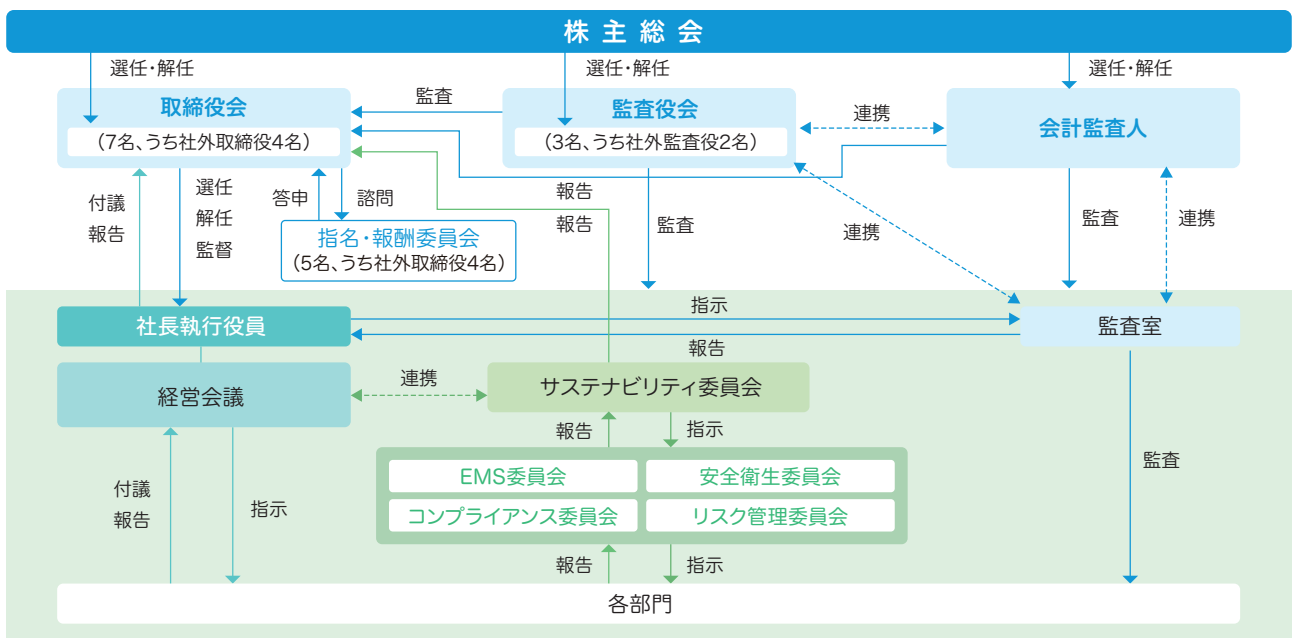 株主総会
選任・解任
選任・解任
選任・解任
取締役会
(7名、うち社外取締役4名)
監査
監査役会
(3名、うち社外監査役2名)
連携
会計監査人
付議
報告
選任
解任
監督
答申
諮問
指名・報酬委員会
(5名、うち社外取締役4名)
報告
報告
監査
連携
監査
連携
社長執行役員
指示
報告
監査室
経営会議
連携
サステナビリティ委員会
報告
指示
EMS委員会
安全衛生委員会
コンプライアンス委員会
リスク管理委員会
付議
報告
指示
監査
報告
指示
各部門